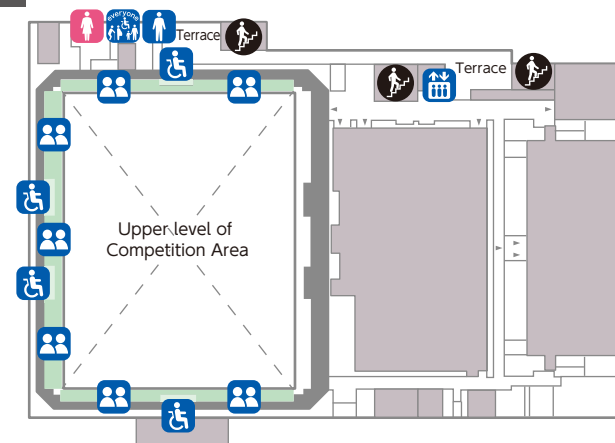 everyone
Terrace
Terrace
Upper level of
Competition Area